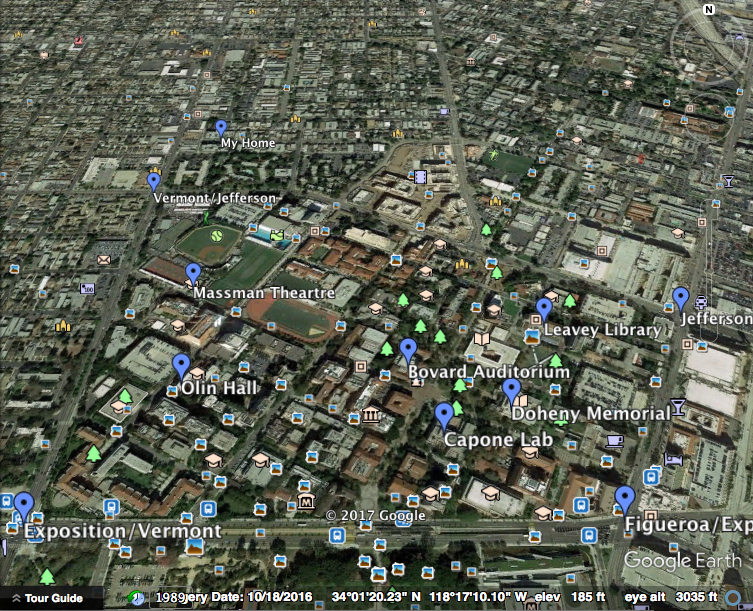 N
My Home
Vermont/Jefferson
Massman Theartre
Leavey Library
Jefferson
Bovard Auditorium
Olin Hall
Doheny Memorial
Capone Lab
© 2017 Google
Exposition/Vermont
Figueroa/Exp
Google Earth
Tour Guide 1989 ery Date: 10/18/2016 34°01'20.23" N 118°17'10.10" W elev 185 ft eye alt 3035 ft